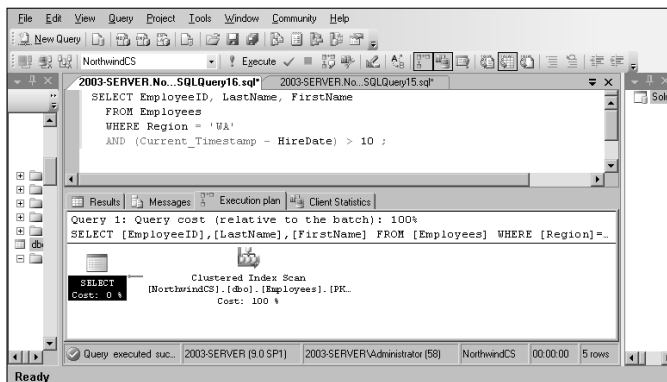 File Edit View Query Project Tools Window Community Help
New Query
NorthwindCS Execute
2003-SERVER.No...SQLQuery16.sql* 2003-SERVER.No...SQLQuery15.sql*
SELECT EmployeeID, LastName, FirstName
FROM Employees
WHERE Region = 'WA'
AND (Current_Timestamp - HireDate) > 10 ;
Solu
Results Messages Execution plan Client Statistics
Query 1: Query cost (relative to the batch): 100%
SELECT [EmployeeID],[LastName],[FirstName] FROM [Employees] WHERE [Region]=…
SELECT
Cost: 0 %
Clustered Index Scan
[NorthwindCS].[dbo].[Employees].[PK…
Cost: 100 %
db
Query executed suc... 2003-SERVER (9.0 SP1) 2003-SERVER\Administrator (58) NorthwindCS 00:00:00 5 rows
Ready